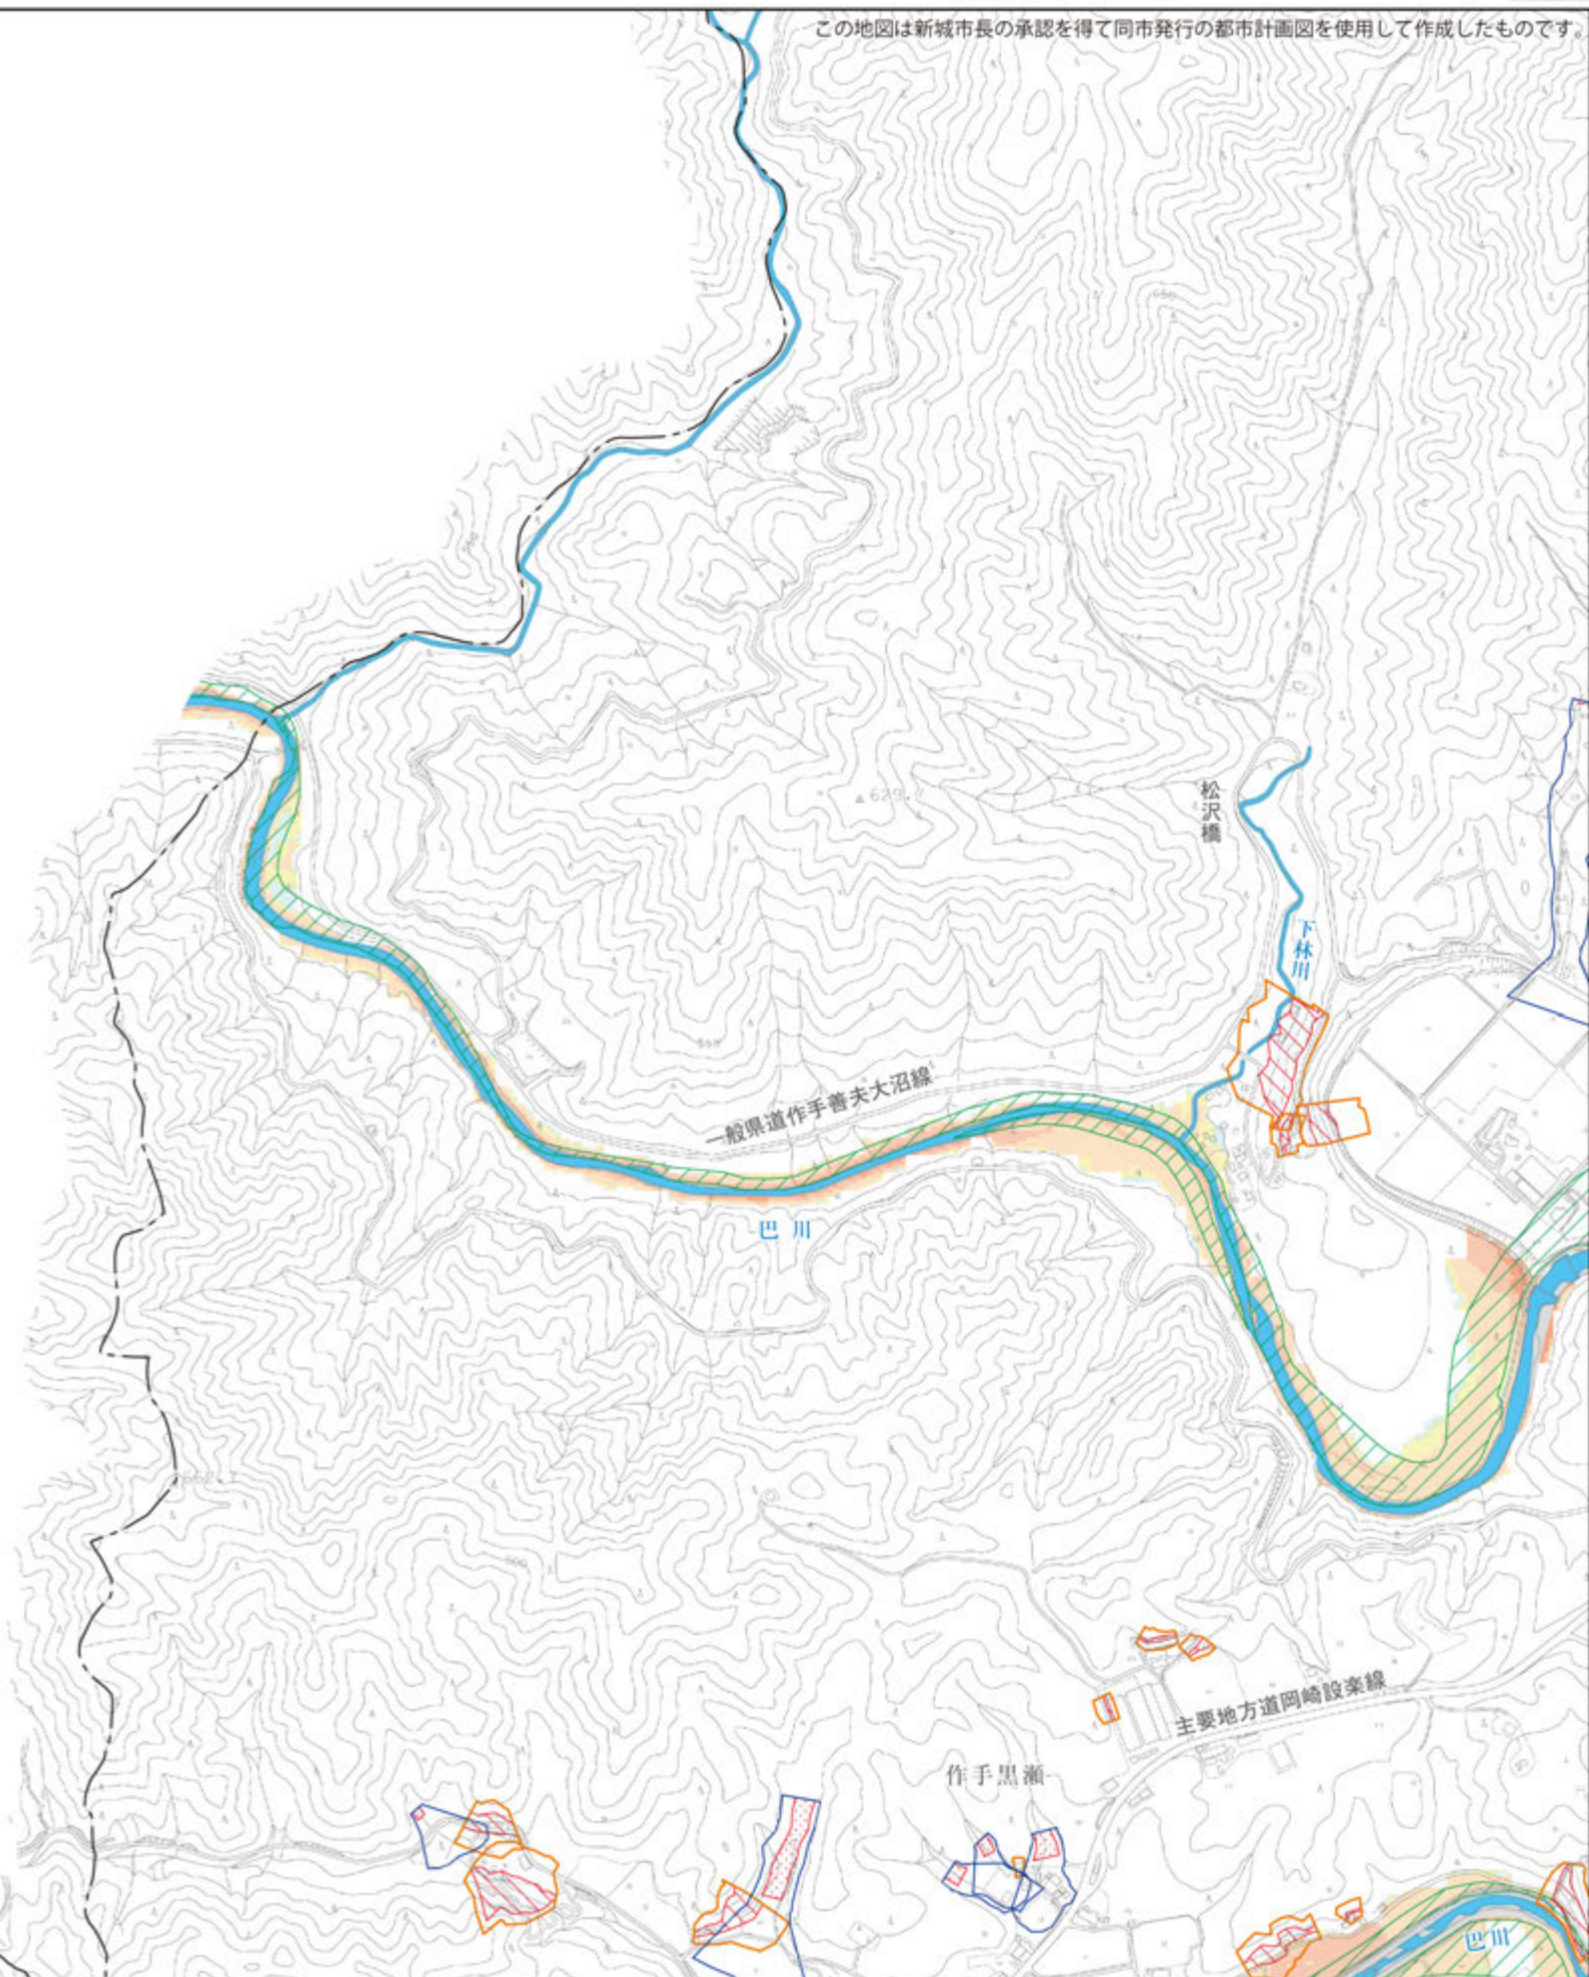 この地図は新城市長の承認を得て同市発行の都市計画図を使用して作成したものです。
松沢橋
下林川
一般県道作手善夫大沼線
巴川
主要地方道岡崎設楽線
作手黒瀬
巴川